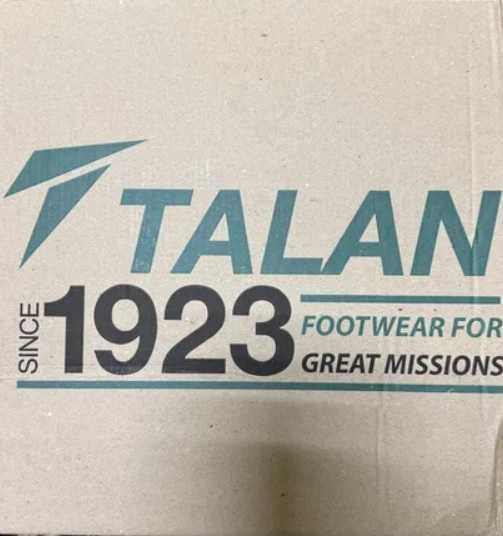 TALAN
SINCE 1923
FOOTWEAR FOR
GREAT MISSIONS